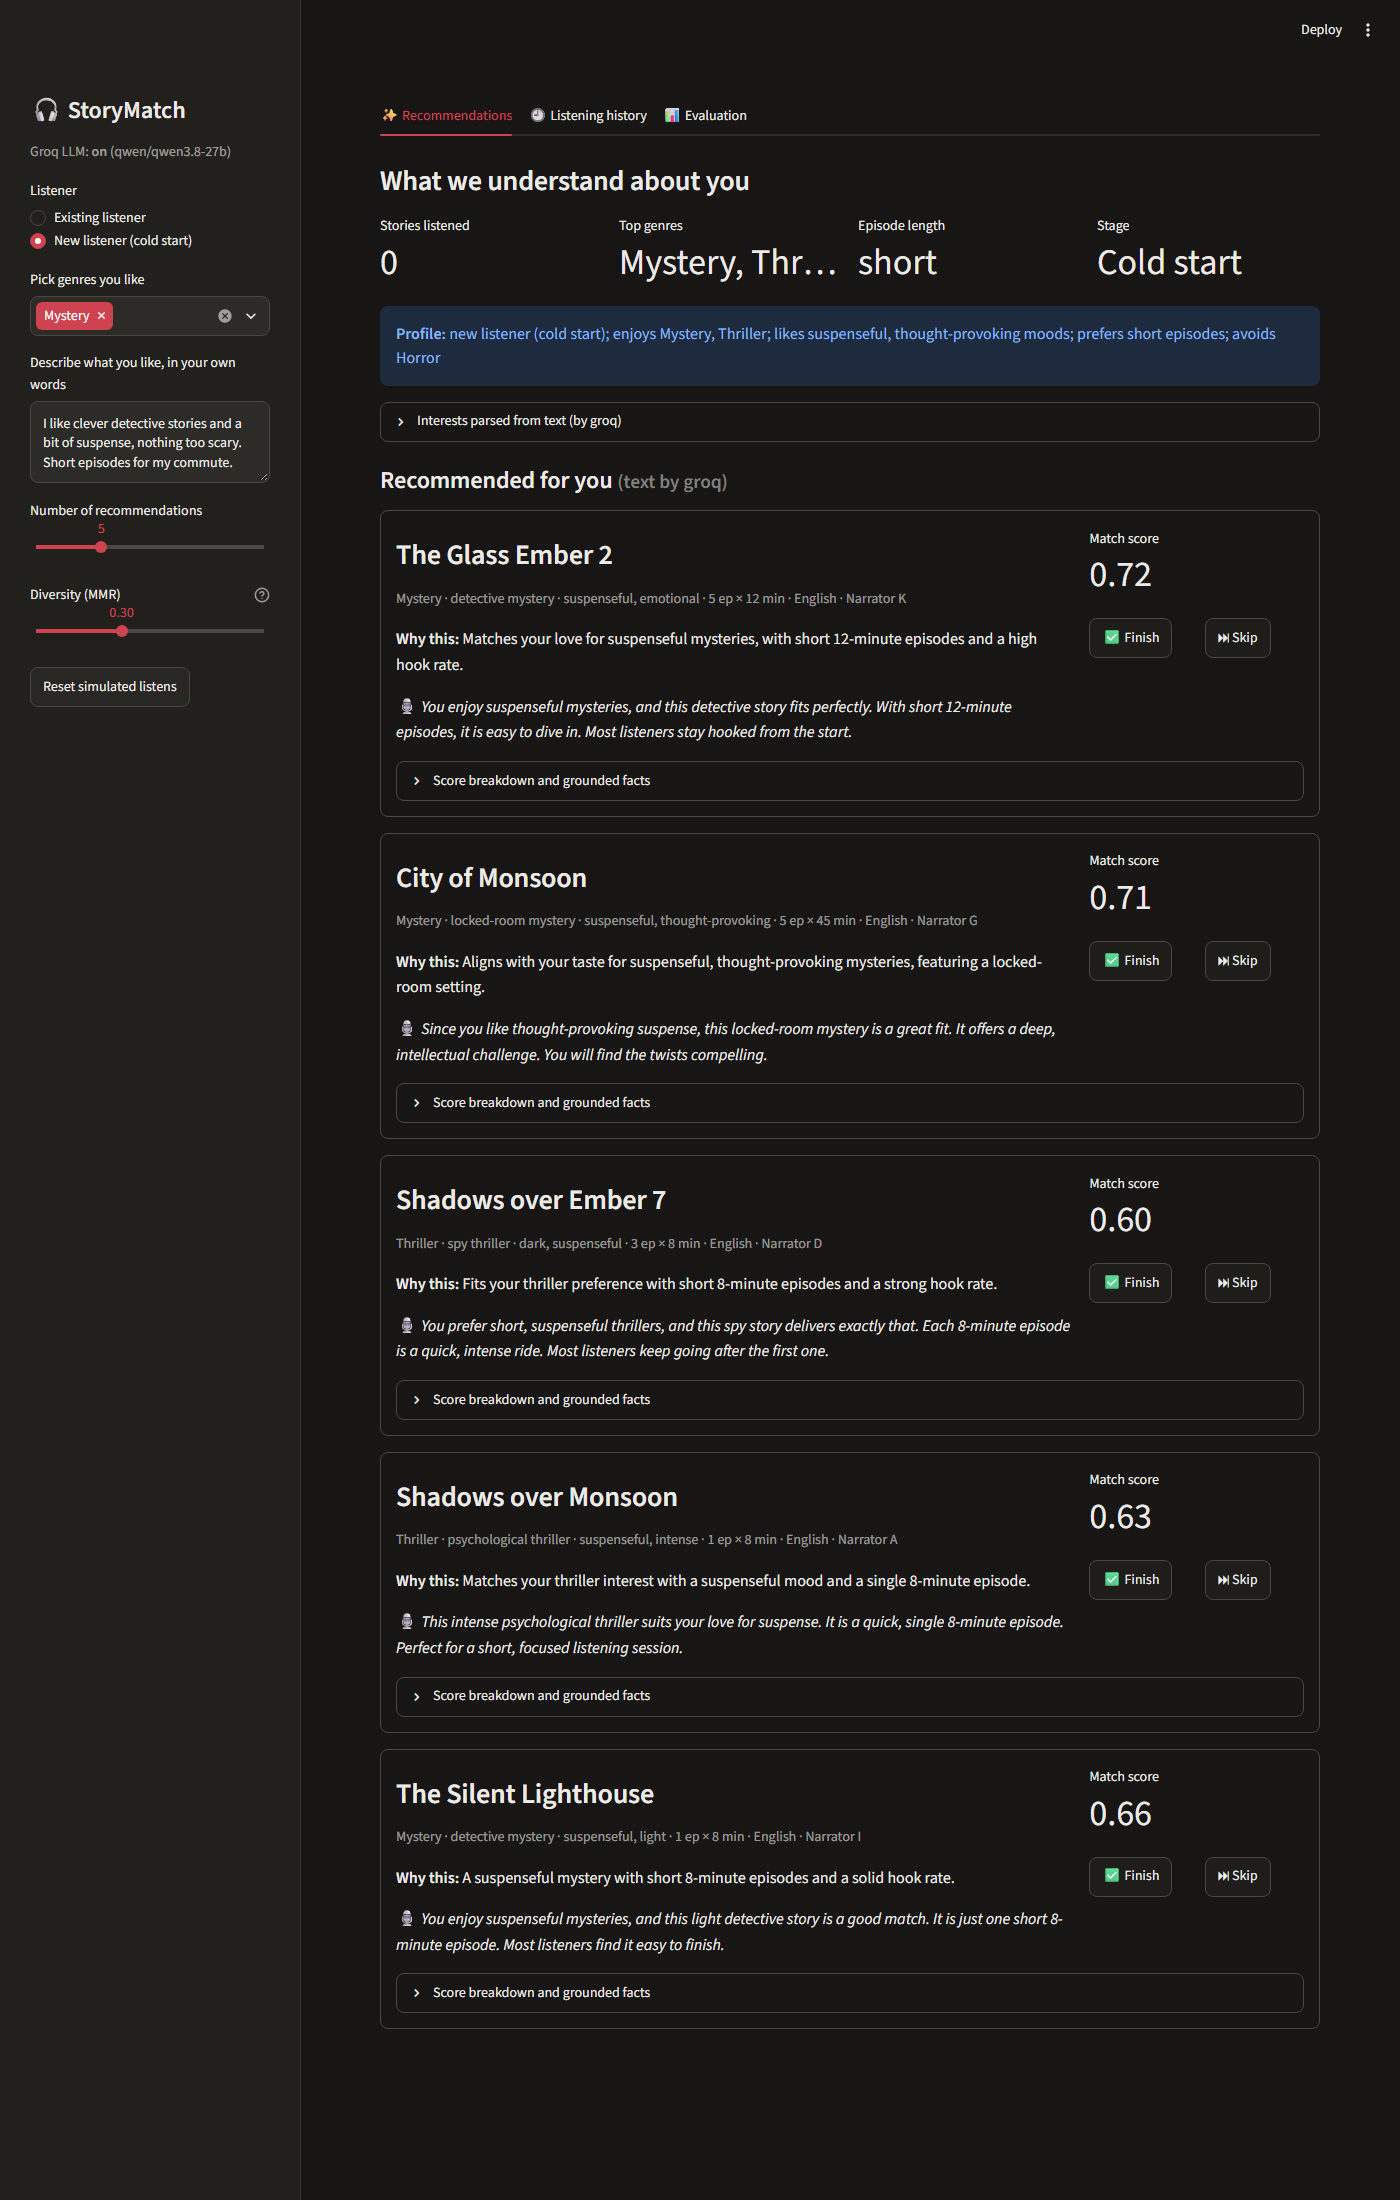 Deploy
StoryMatch
Groq LLM: on (qwen/qwen3.8-27b)
Listener
Existing listener
New listener (cold start)
Pick genres you like
Mystery
Describe what you like, in your own
words
I like clever detective stories and a
bit of suspense, nothing too scary.
Short episodes for my commute.
Number of recommendations
5
Diversity (MMR)
0.30
Reset simulated listens
Recommendations
Listening history
Evaluation
What we understand about you
Stories listened
0
Top genres
Mystery, Thr…
Episode length
short
Stage
Cold start
Profile: new listener (cold start); enjoys Mystery, Thriller; likes suspenseful, thought-provoking moods; prefers short episodes; avoids
Horror
Interests parsed from text (by groq)
Recommended for you (text by groq)
The Glass Ember 2
Mystery · detective mystery · suspenseful, emotional · 5 ep × 12 min · English · Narrator K
Why this: Matches your love for suspenseful mysteries, with short 12-minute episodes and a high
hook rate.
You enjoy suspenseful mysteries, and this detective story fits perfectly. With short 12-minute
episodes, it is easy to dive in. Most listeners stay hooked from the start.
Match score
0.72
Finish
Skip
Score breakdown and grounded facts
City of Monsoon
Mystery · locked-room mystery · suspenseful, thought-provoking · 5 ep × 45 min · English · Narrator G
Why this: Aligns with your taste for suspenseful, thought-provoking mysteries, featuring a locked-
room setting.
Since you like thought-provoking suspense, this locked-room mystery is a great fit. It offers a deep,
intellectual challenge. You will find the twists compelling.
Match score
0.71
Finish
Skip
Score breakdown and grounded facts
Shadows over Ember 7
Thriller · spy thriller · dark, suspenseful · 3 ep × 8 min · English · Narrator D
Why this: Fits your thriller preference with short 8-minute episodes and a strong hook rate.
You prefer short, suspenseful thrillers, and this spy story delivers exactly that. Each 8-minute episode
is a quick, intense ride. Most listeners keep going after the first one.
Match score
0.60
Finish
Skip
Score breakdown and grounded facts
Shadows over Monsoon
Thriller · psychological thriller · suspenseful, intense · 1 ep × 8 min · English · Narrator A
Why this: Matches your thriller interest with a suspenseful mood and a single 8-minute episode.
This intense psychological thriller suits your love for suspense. It is a quick, single 8-minute episode.
Perfect for a short, focused listening session.
Match score
0.63
Finish
Skip
Score breakdown and grounded facts
The Silent Lighthouse
Mystery · detective mystery · suspenseful, light · 1 ep × 8 min · English · Narrator I
Why this: A suspenseful mystery with short 8-minute episodes and a solid hook rate.
You enjoy suspenseful mysteries, and this light detective story is a good match. It is just one short 8-
minute episode. Most listeners find it easy to finish.
Match score
0.66
Finish
Skip
Score breakdown and grounded facts